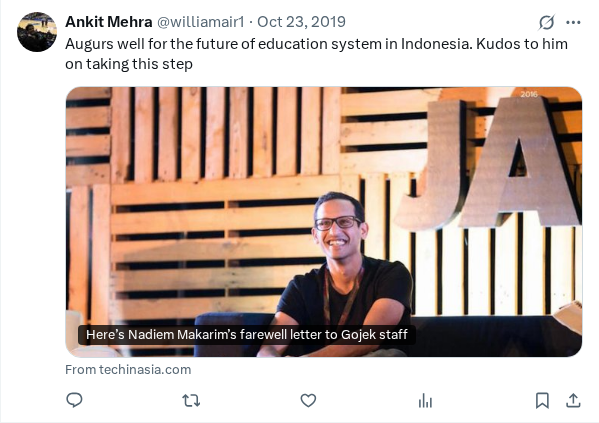 Ankit Mehra @williamair1 · Oct 23, 2019
Augurs well for the future of education system in Indonesia. Kudos to him
on taking this step
2016
JA
Here's Nadiem Makarim's farewell letter to Gojek staff
From techinasia.com